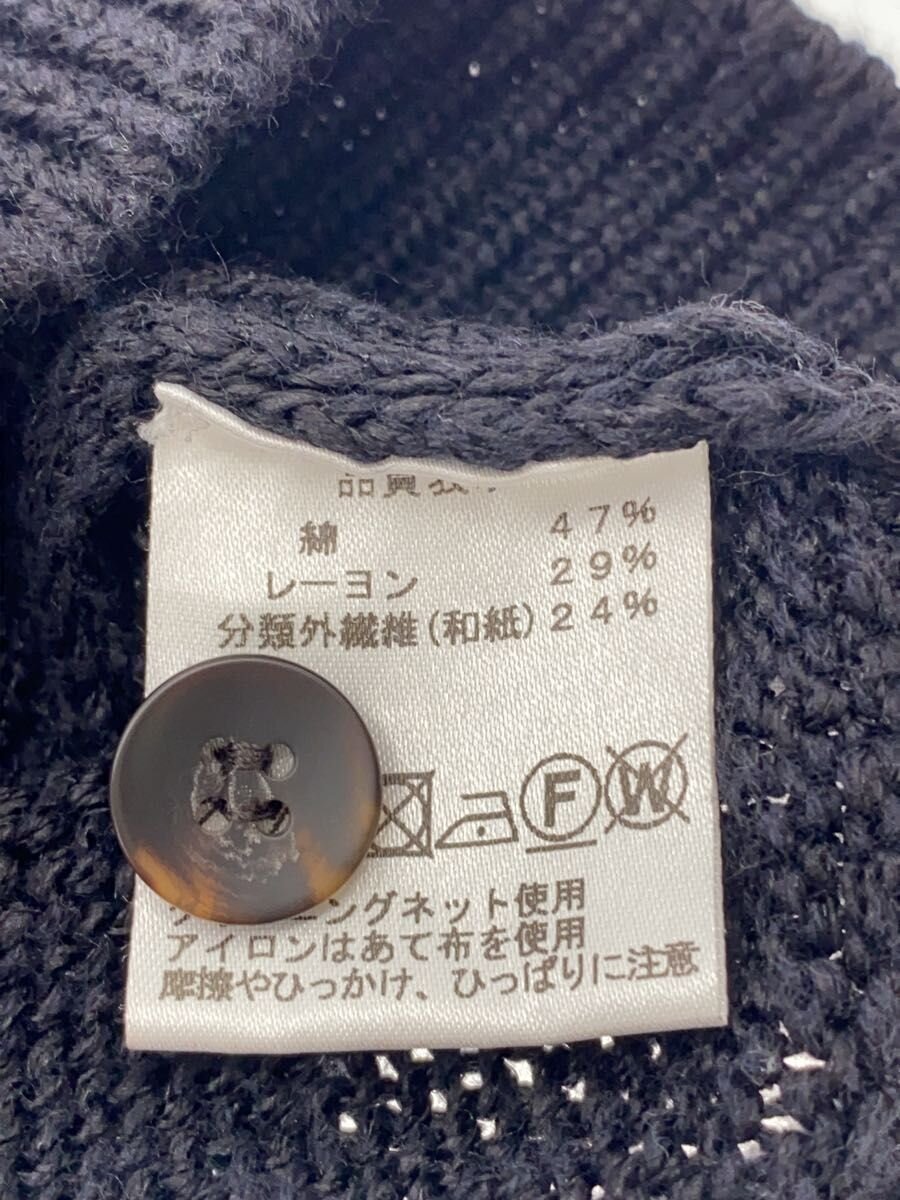 綿 47%
レーヨン 29%
分類外繊維(和紙)24%
F W
ングネット使用
アイロンはあて布を使用
摩擦やひっかけ、ひっぱりに注意